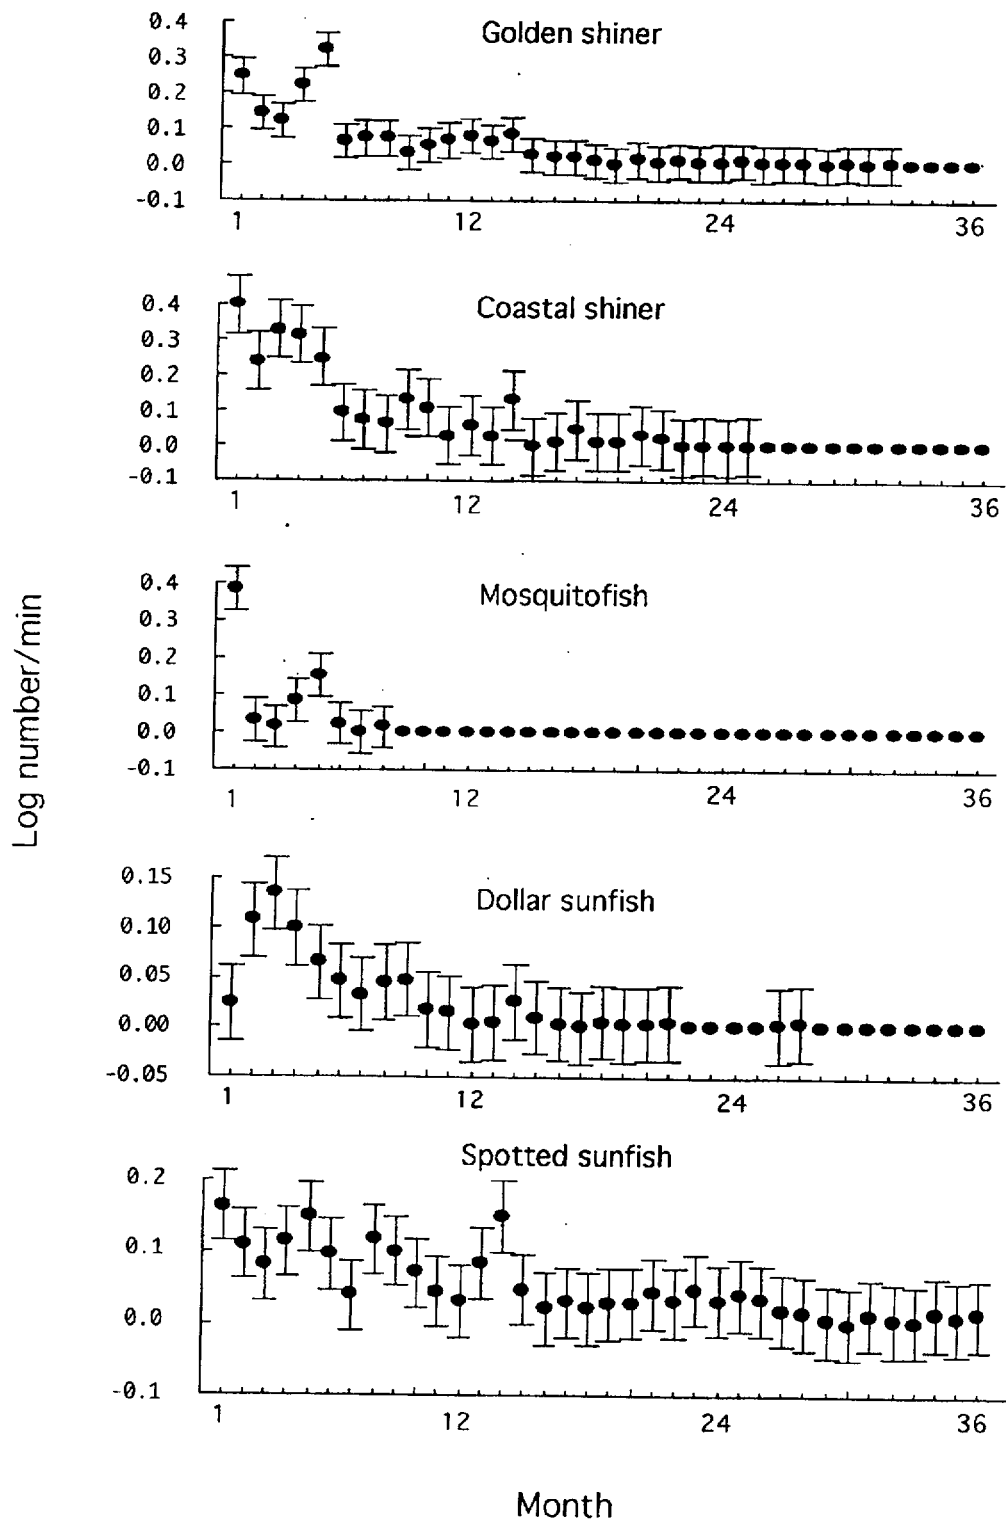 Golden shiner
0.4
0.3
0.2
0.1
0.0
-0.1
1 12 24 36
Coastal shiner
0.4
0.3
0.2
0.1
0.0
-0.1
1 12 24 36
Mosquitofish
0.4
0.3
0.2
0.1
0.0
-0.1
1 12 24 36
Dollar sunfish
0.15
0.10
0.05
0.00
-0.05
1 12 24 36
Spotted sunfish
0.2
0.1
0.0
-0.1
1 12 24 36
Log number/min
Month